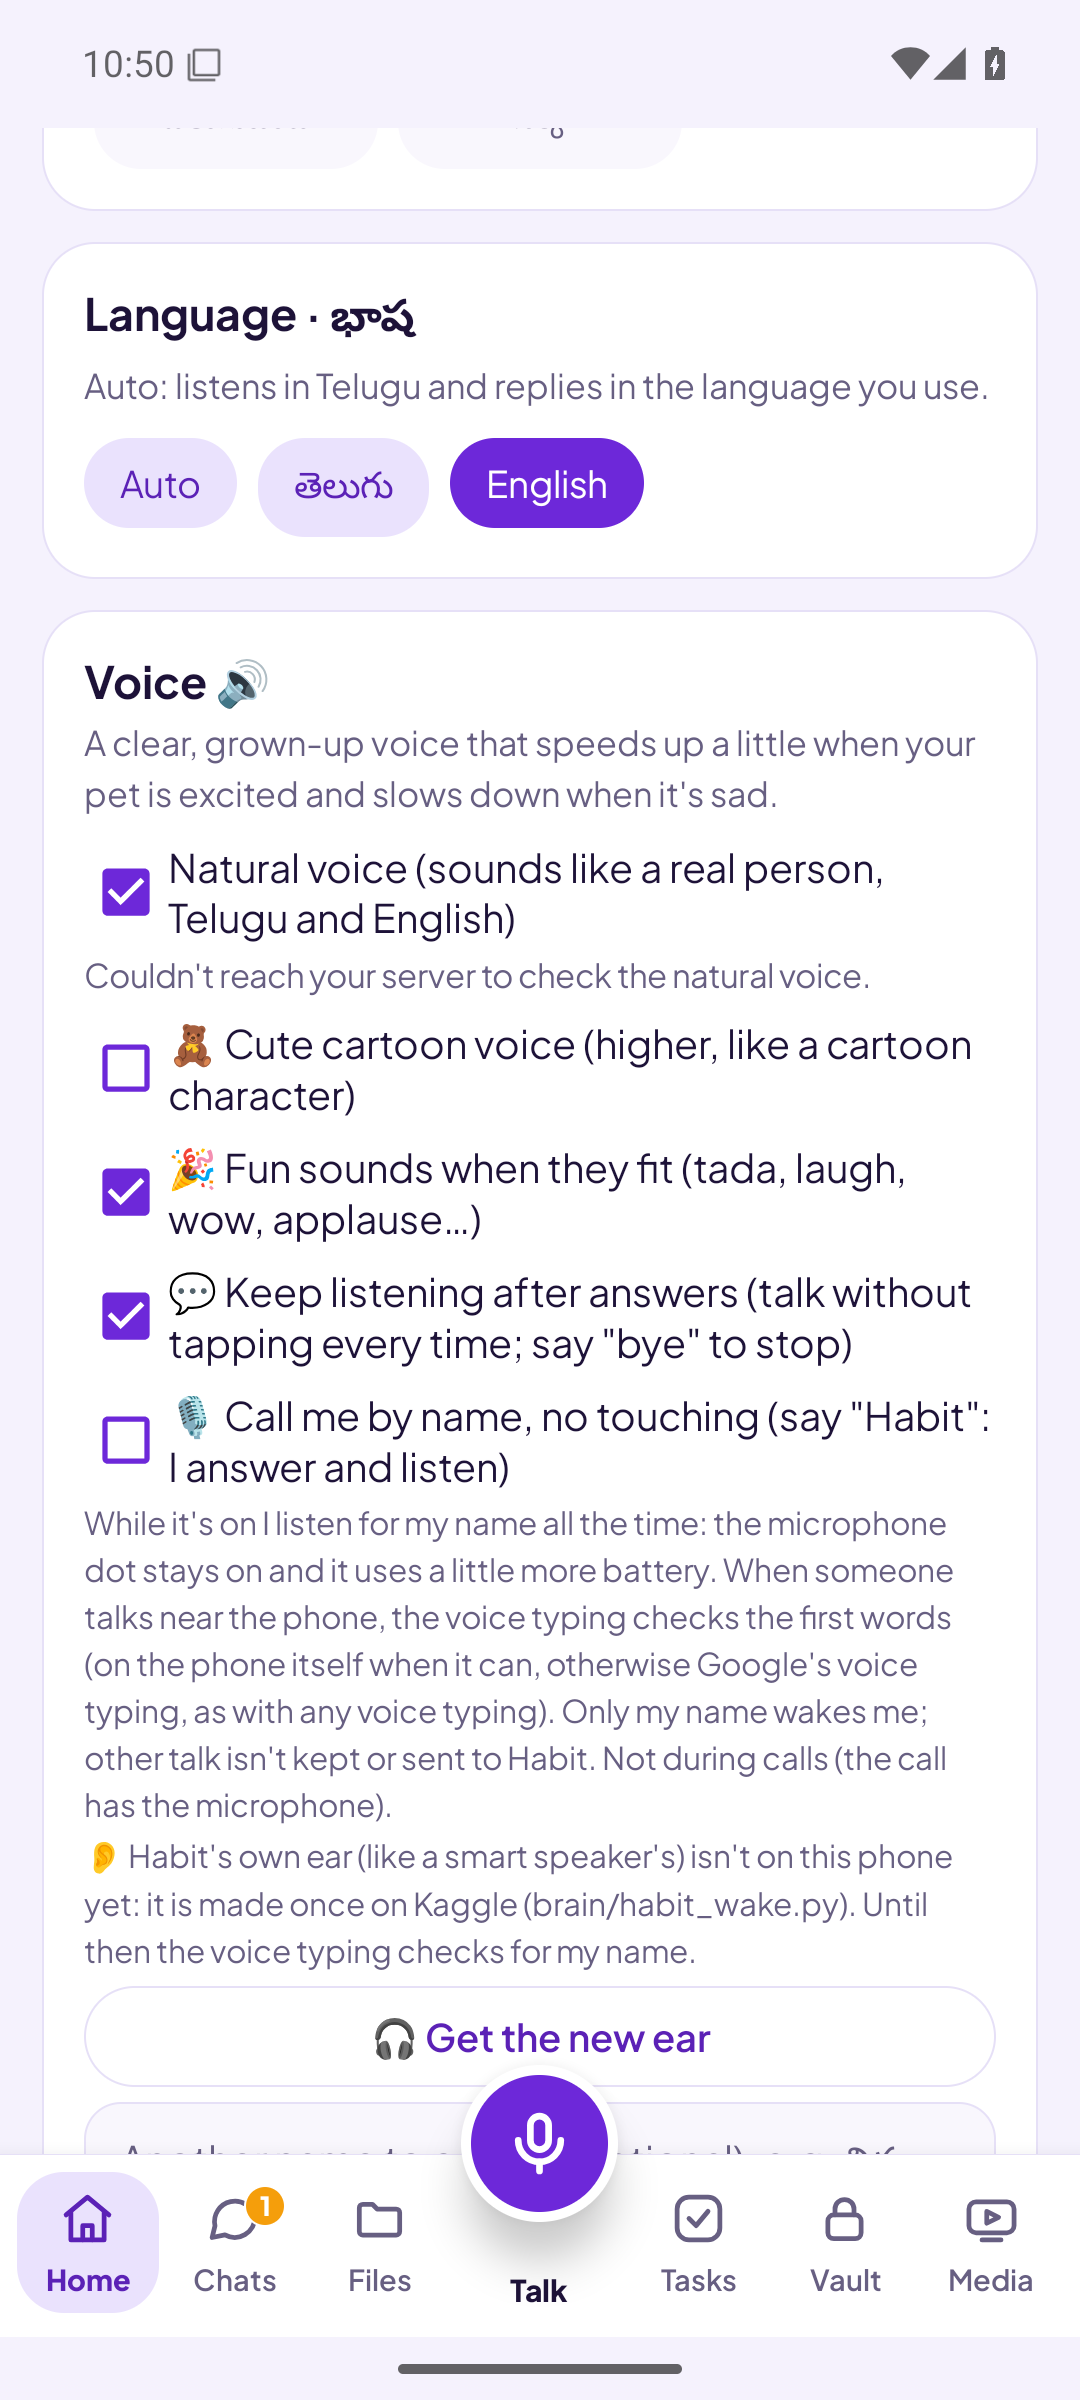 10:50
Language · భాష
Auto: listens in Telugu and replies in the language you use.
Auto
తెలుగు
English
Voice 🔊
A clear, grown-up voice that speeds up a little when your
pet is excited and slows down when it's sad.
Natural voice (sounds like a real person,
Telugu and English)
Couldn't reach your server to check the natural voice.
🧸 Cute cartoon voice (higher, like a cartoon
character)
🎉 Fun sounds when they fit (tada, laugh,
wow, applause…)
💬 Keep listening after answers (talk without
tapping every time; say "bye" to stop)
🎙️ Call me by name, no touching (say "Habit":
I answer and listen)
While it's on I listen for my name all the time: the microphone
dot stays on and it uses a little more battery. When someone
talks near the phone, the voice typing checks the first words
(on the phone itself when it can, otherwise Google's voice
typing, as with any voice typing). Only my name wakes me;
other talk isn't kept or sent to Habit. Not during calls (the call
has the microphone).
👂 Habit's own ear (like a smart speaker's) isn't on this phone
yet: it is made once on Kaggle (brain/habit_wake.py). Until
then the voice typing checks for my name.
🎧 Get the new ear
Home
Chats
1
Files
Talk
Tasks
Vault
Media